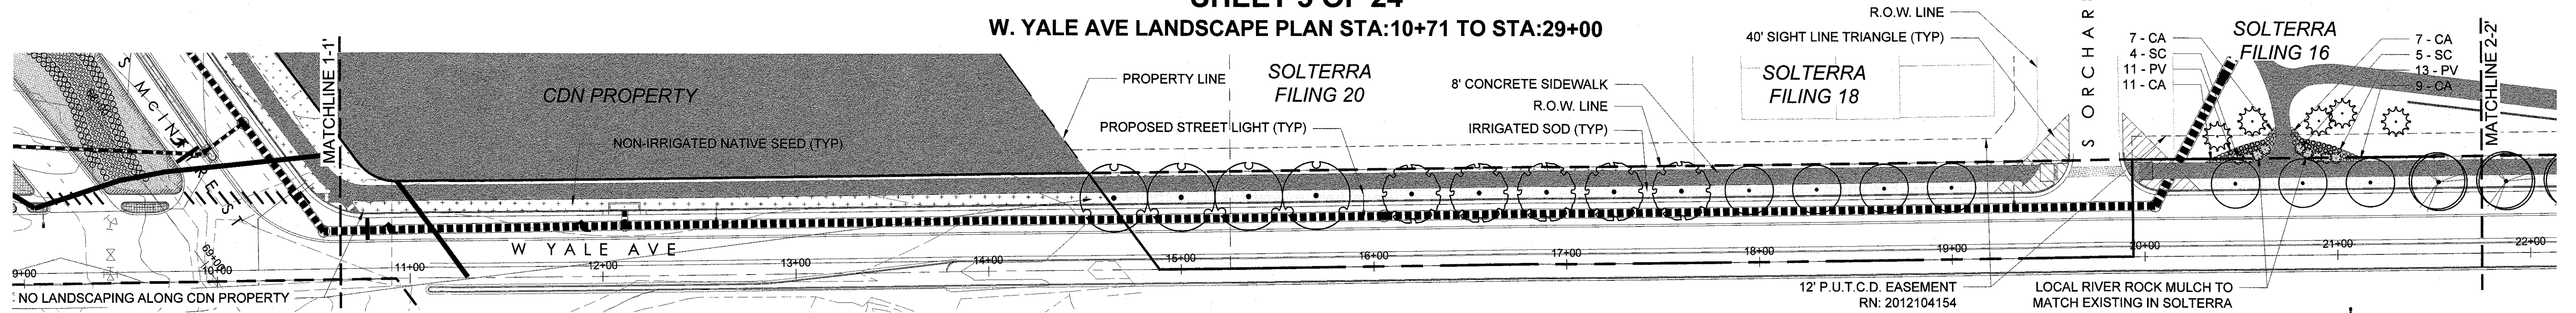 SHEET 5 OF 24
W. YALE AVE LANDSCAPE PLAN STA:10+71 TO STA:29+00
R.O.W. LINE
40' SIGHT LINE TRIANGLE (TYP)
S MCINTYRE ST
MATCHLINE 1-1'
CDN PROPERTY
NON-IRRIGATED NATIVE SEED (TYP)
PROPERTY LINE
SOLTERRA
FILING 20
PROPOSED STREET LIGHT (TYP)
8' CONCRETE SIDEWALK
R.O.W. LINE
IRRIGATED SOD (TYP)
SOLTERRA
FILING 18
S ORCHAR
7 - CA
4 - SC
11 - PV
11 - CA
SOLTERRA
FILING 16
7 - CA
5 - SC
13 - PV
9 - CA
MATCHLINE 2-2'
W YALE AVE
9+00
10+00
11+00
12+00
13+00
14+00
15+00
16+00
17+00
18+00
19+00
20+00
21+00
22+00
69+00
NO LANDSCAPING ALONG CDN PROPERTY
12' P.U.T.C.D. EASEMENT
RN: 2012104154
LOCAL RIVER ROCK MULCH TO
MATCH EXISTING IN SOLTERRA